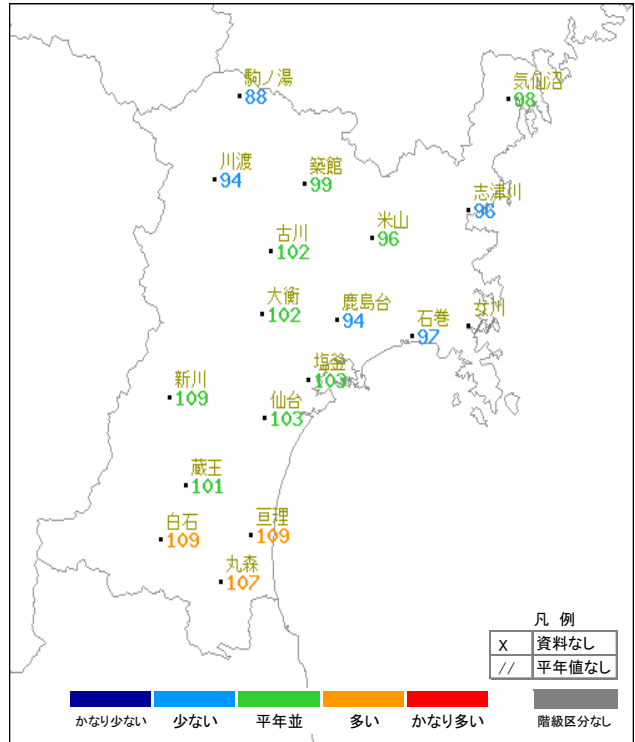 駒ノ湯
88
気仙沼
98
川渡
94
築館
99
志津川
96
米山
96
古川
102
大衡
102
鹿島台
94
石巻
97
女川
//
塩釜
103
新川
109
仙台
103
蔵王
101
白石
109
亘理
109
丸森
107
凡 例
X 資料なし
// 平年値なし
かなり少ない 少ない 平年並 多い かなり多い 階級区分なし